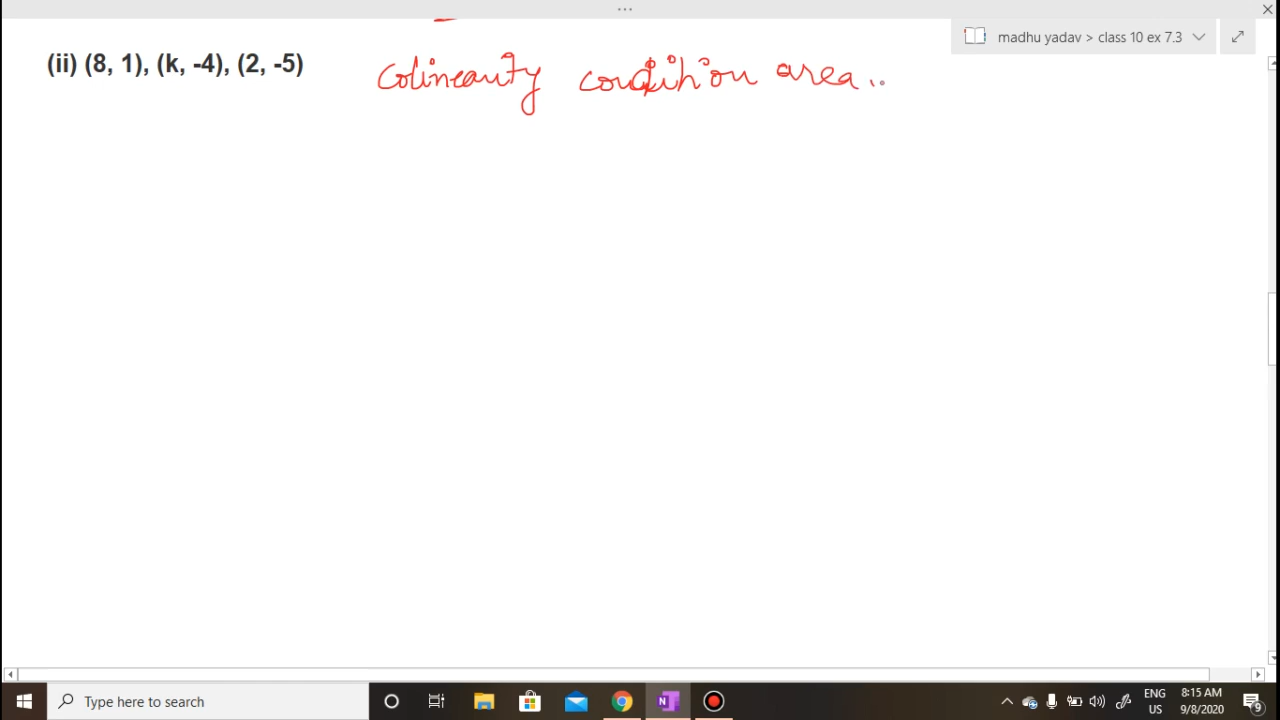 madhu yadav > class 10 ex 7.3
(ii) (8, 1), (k, -4), (2, -5) colinearity condition area..
Type here to search
ENG
US
8:15 AM
9/8/2020
9